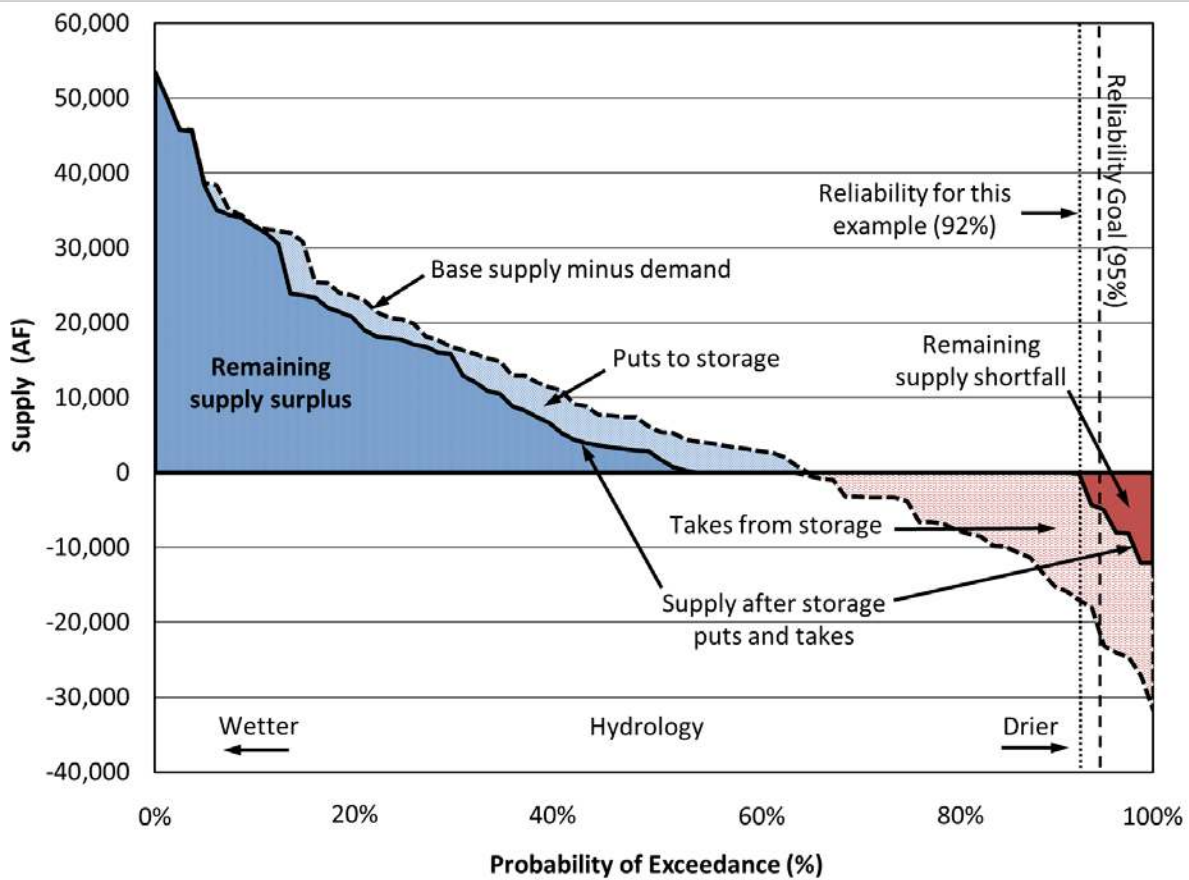 60,000
50,000
40,000
30,000
20,000
10,000
0
-10,000
-20,000
-30,000
-40,000
Supply (AF)
Reliability for this
example (92%)
Reliability Goal (95%)
Base supply minus demand
Remaining
supply surplus
Puts to storage
Remaining
supply shortfall
Takes from storage
Supply after storage
puts and takes
Wetter
Hydrology
Drier
0%
20%
40%
60%
80%
100%
Probability of Exceedance (%)